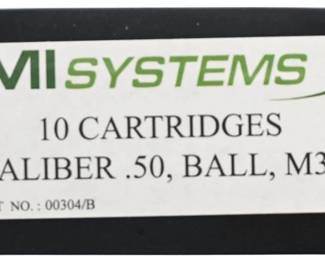 MI SYSTEMS
10 CARTRIDGES
ALIBER .50, BALL, M3
T NO. : 00304/B